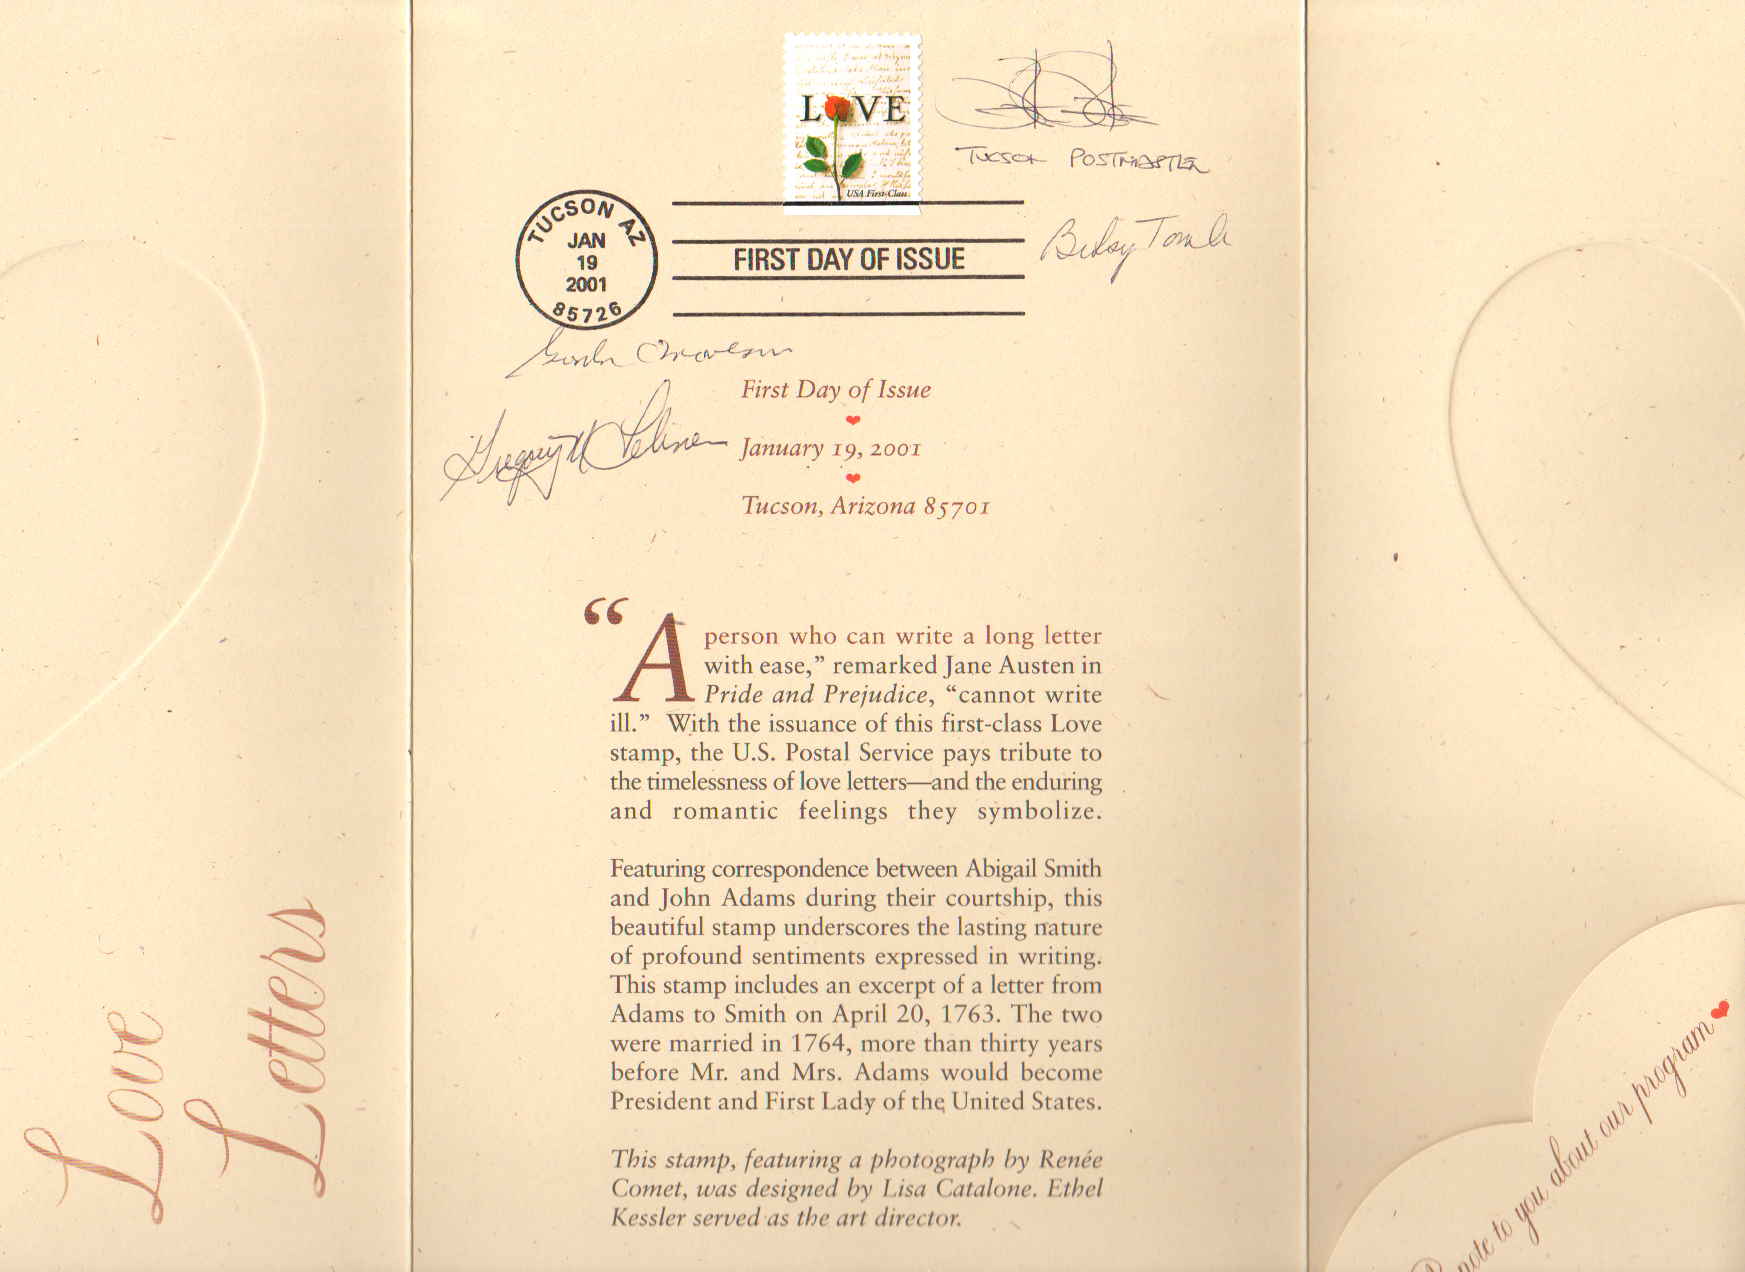 LOVE
USA First-Class
TUCSON POSTMASTER
TUCSON AZ
JAN
19
2001
85726
FIRST DAY OF ISSUE
Betsy
Gregory
First Day of Issue
January 19, 2001
Tucson, Arizona 85701
“A person who can write a long letter
with ease,” remarked Jane Austen in
Pride and Prejudice, “cannot write
ill.” With the issuance of this first-class Love
stamp, the U.S. Postal Service pays tribute to
the timelessness of love letters—and the enduring
and romantic feelings they symbolize.
Featuring correspondence between Abigail Smith
and John Adams during their courtship, this
beautiful stamp underscores the lasting nature
of profound sentiments expressed in writing.
This stamp includes an excerpt of a letter from
Adams to Smith on April 20, 1763. The two
were married in 1764, more than thirty years
before Mr. and Mrs. Adams would become
President and First Lady of the United States.
This stamp, featuring a photograph by Renée
Comet, was designed by Lisa Catalone. Ethel
Kessler served as the art director.
Love
Letters
note to you about our program